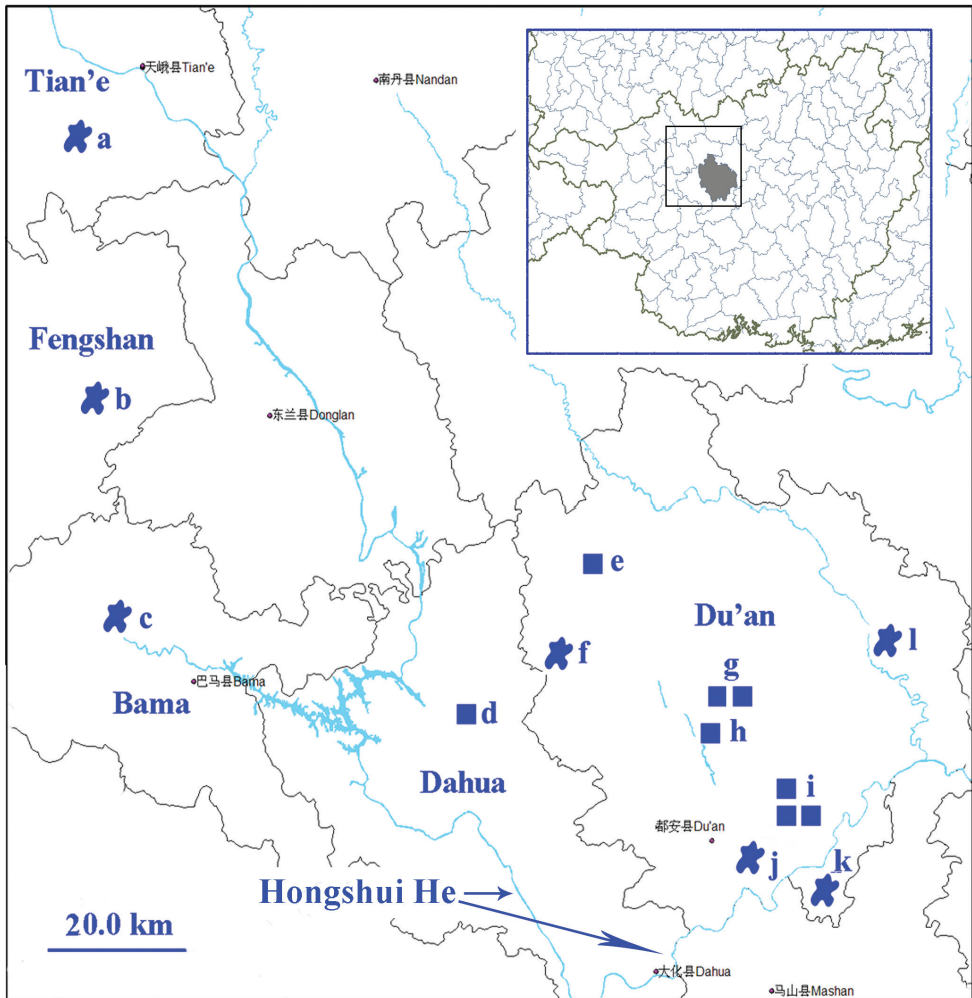 天峨县Tian'e
Tian'e
南丹县Nandan
a
Fengshan
b
东兰县Donglan
e
c
Du'an
l
f
g
巴马县Bama
Bama
d
h
Dahua
i
都安县Du'an
j
k
Hongshui He
20.0 km
大化县Dahua
马山县Mashan